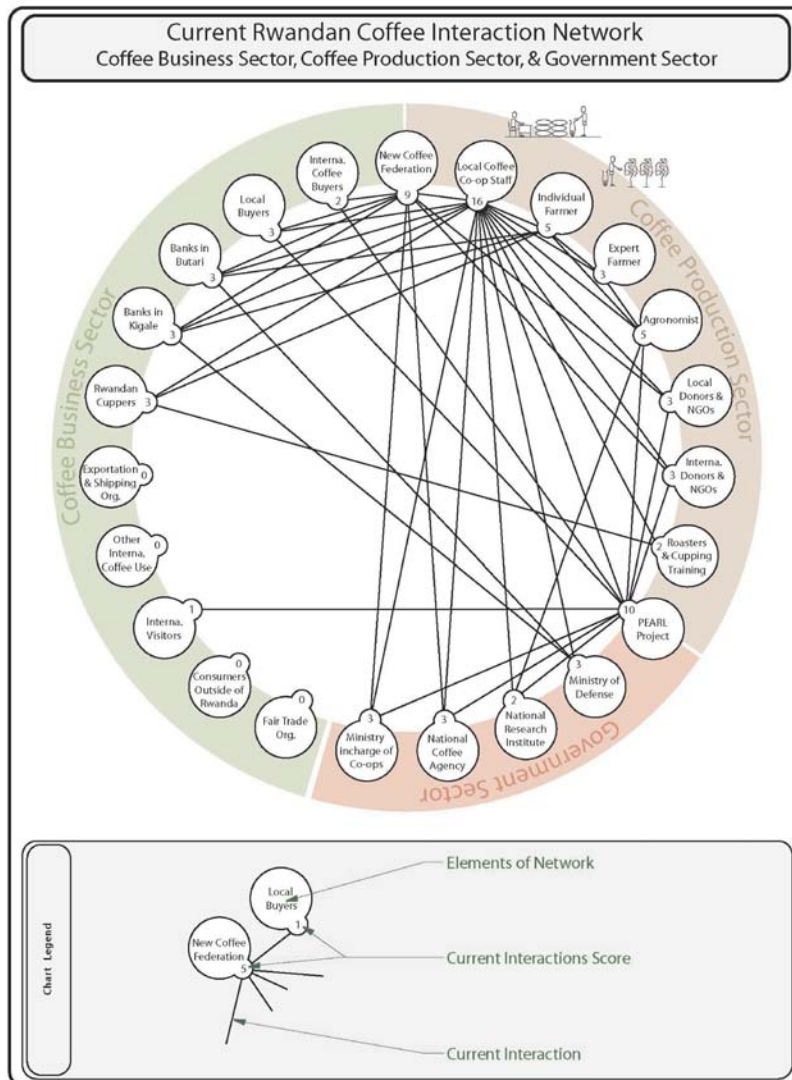 Current Rwandan Coffee Interaction Network
Coffee Business Sector, Coffee Production Sector, & Government Sector
Coffee Business Sector
Coffee Production Sector
Government Sector
New Coffee
Federation
9
Local Coffee
Co-op Staff
16
Individual
Farmer
5
Expert
Farmer
3
Agronomist
5
Local
Donors &
NGOs
3
Interna.
Donors &
NGOs
3
Roasters
& Cupping
Training
2
PEARL
Project
10
Ministry of
Defense
3
National
Research
Institute
2
National
Coffee
Agency
3
Ministry
incharge of
Co-ops
3
Fair Trade
Org.
0
Consumers
Outside of
Rwanda
0
Interna.
Visitors
1
Other
Interna.
Coffee Use
0
Exportation
& Shipping
Org.
0
Rwandan
Cuppers
3
Banks in
Kigale
3
Banks in
Butari
3
Local
Buyers
3
Interna.
Coffee
Buyers
2
Chart Legend
Local
Buyers
1
New Coffee
Federation
5
Elements of Network
Current Interactions Score
Current Interaction